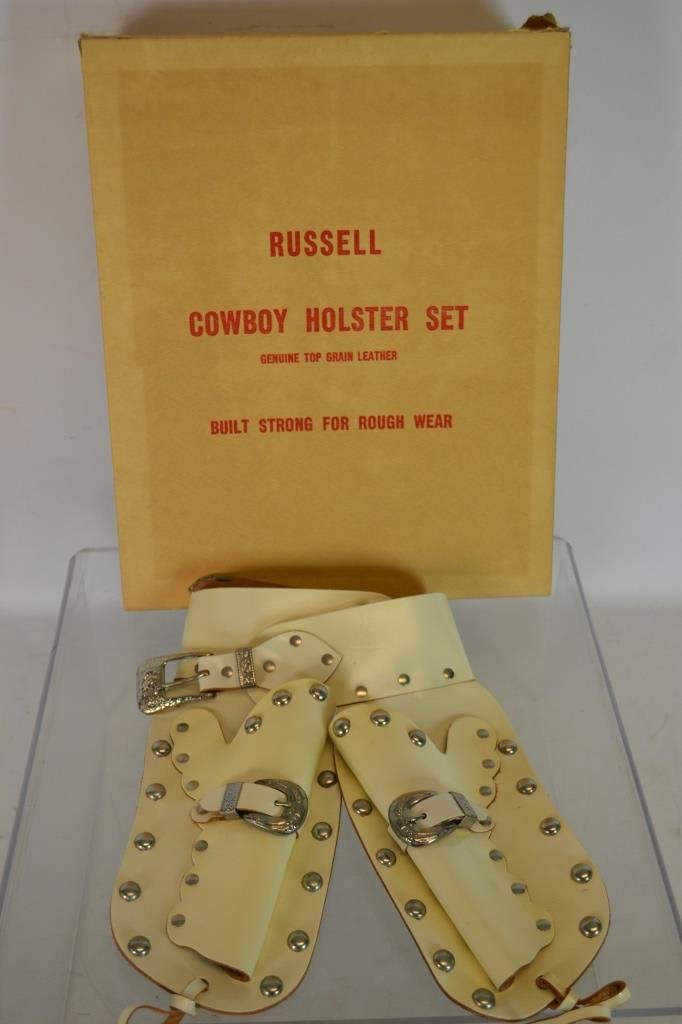 RUSSELL
COWBOY HOLSTER SET
GENUINE TOP GRAIN LEATHER
BUILT STRONG FOR ROUGH WEAR